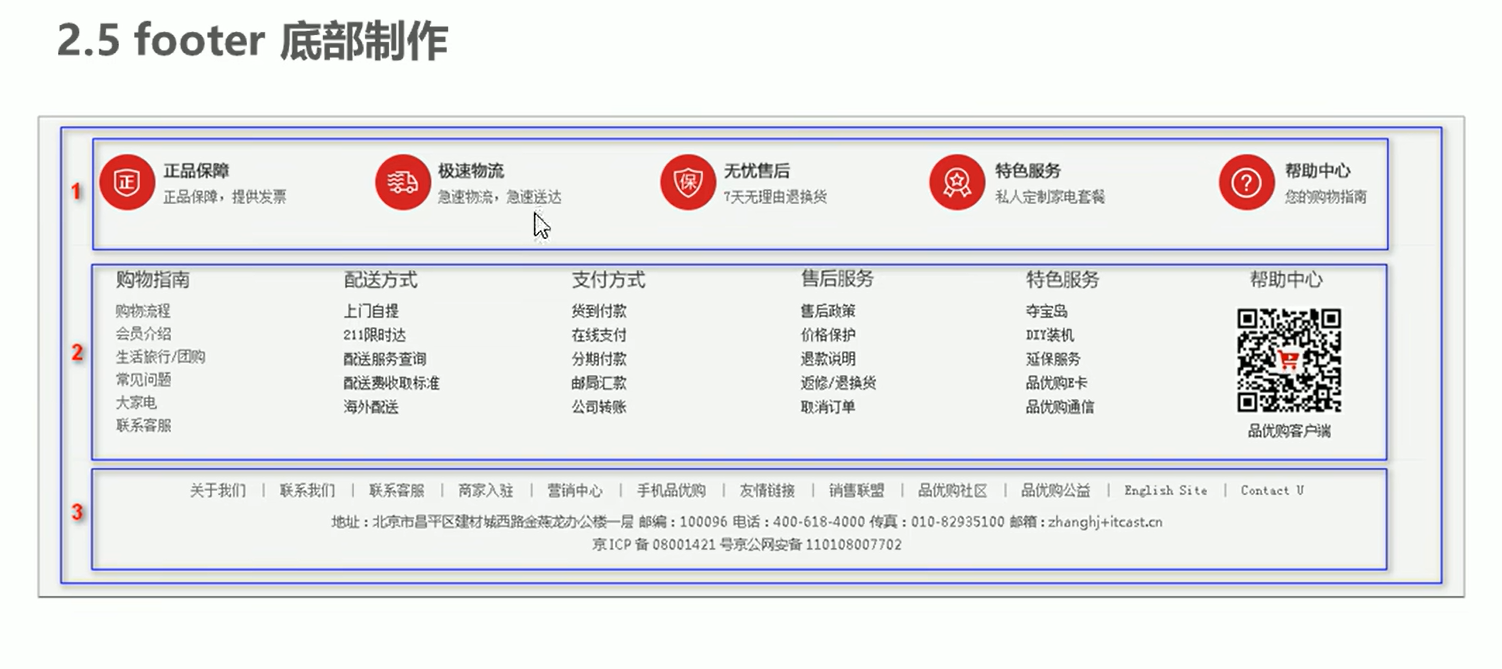 2.5 footer 底部制作
1
正品保障 极速物流 无忧售后 特色服务 帮助中心
正 保 ?
正品保障，提供发票 急速物流，急速送达 7天无理由退换货 私人定制家电套餐 您的购物指南
2
购物指南 配送方式 支付方式 售后服务 特色服务 帮助中心
购物流程 上门自提 货到付款 售后政策 夺宝岛
会员介绍 211限时达 在线支付 价格保护 DIY装机
生活旅行/团购 配送服务查询 分期付款 退款说明 延保服务
常见问题 配送费收取标准 邮局汇款 返修/退换货 品优购E卡
大家电 海外配送 公司转账 取消订单 品优购通信
联系客服 品优购客户端
3
关于我们 | 联系我们 | 联系客服 | 商家入驻 | 营销中心 | 手机品优购 | 友情链接 | 销售联盟 | 品优购社区 | 品优购公益 | English Site | Contact U
地址：北京市昌平区建材城西路金燕龙办公楼一层 邮编：100096 电话：400-618-4000 传真：010-82935100 邮箱：zhanghj+itcast.cn
京ICP备08001421号京公网安备110108007702